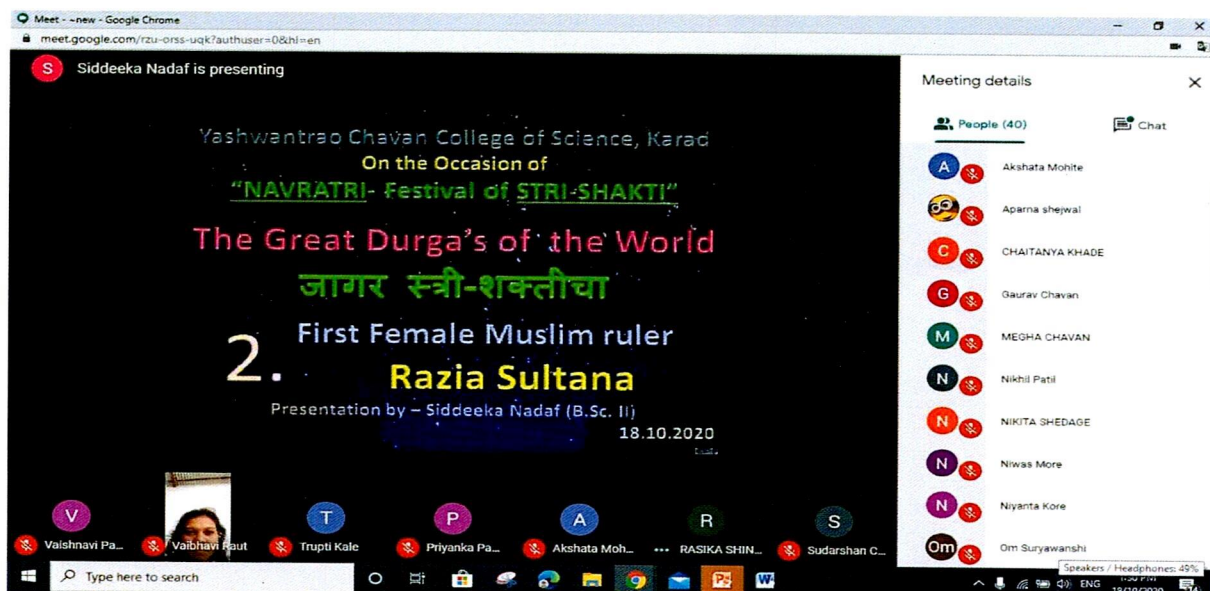 Meet - ~new - Google Chrome
meet.google.com/rzu-orss-uqk?authuser=0&hl=en
S Siddeeka Nadaf is presenting
Yashwantrao Chavan College of Science, Karad
On the Occasion of
“NAVRATRI- Festival of STRI-SHAKTI”
The Great Durga's of the World
जागर स्त्री-शक्तीचा
2. First Female Muslim ruler
Razia Sultana
Presentation by – Siddeeka Nadaf (B.Sc. II)
18.10.2020
V Vaishnavi Pa...
Vaibhavi Raut
T Trupti Kale
P Priyanka Pa...
A Akshata Moh...
R RASIKA SHIN...
S Sudarshan C...
Meeting details
People (40)
Chat
A Akshata Mohite
Aparna shejwal
C CHAITANYA KHADE
G Gaurav Chavan
M MEGHA CHAVAN
N Nikhil Patil
N NIKITA SHEDAGE
N Niwas More
N Niyanta Kore
Om Om Suryawanshi
Speakers / Headphones: 49%
Type here to search
ENG
18/10/2020